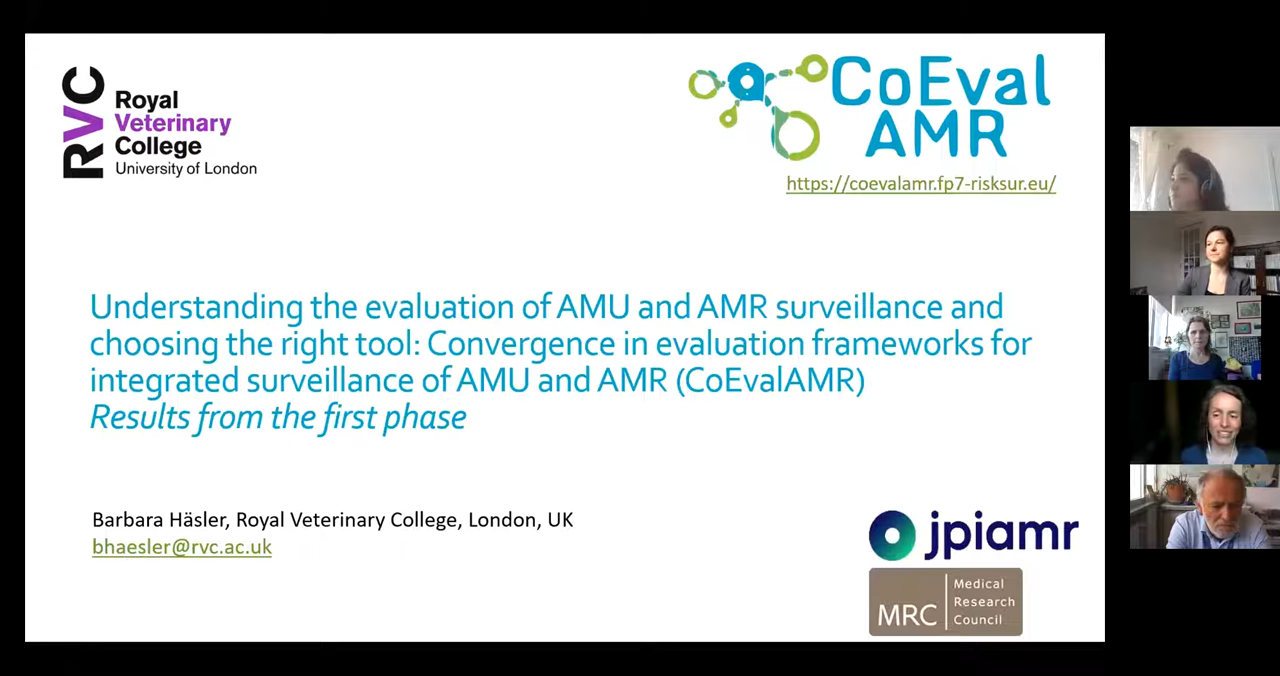 RVC
Royal
Veterinary
College
University of London
CoEval
AMR
https://coevalamr.fp7-risksur.eu/
Understanding the evaluation of AMU and AMR surveillance and
choosing the right tool: Convergence in evaluation frameworks for
integrated surveillance of AMU and AMR (CoEvalAMR)
Results from the first phase
Barbara Häsler, Royal Veterinary College, London, UK
bhaesler@rvc.ac.uk
jpiamr
MRC
Medical
Research
Council